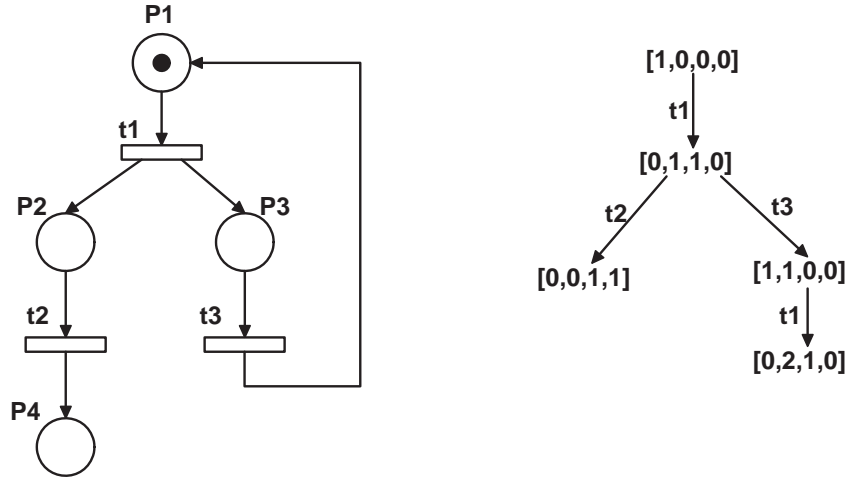 P1
t1
P2
P3
t2
t3
P4
[1,0,0,0]
t1
[0,1,1,0]
t2
t3
[0,0,1,1]
[1,1,0,0]
t1
[0,2,1,0]